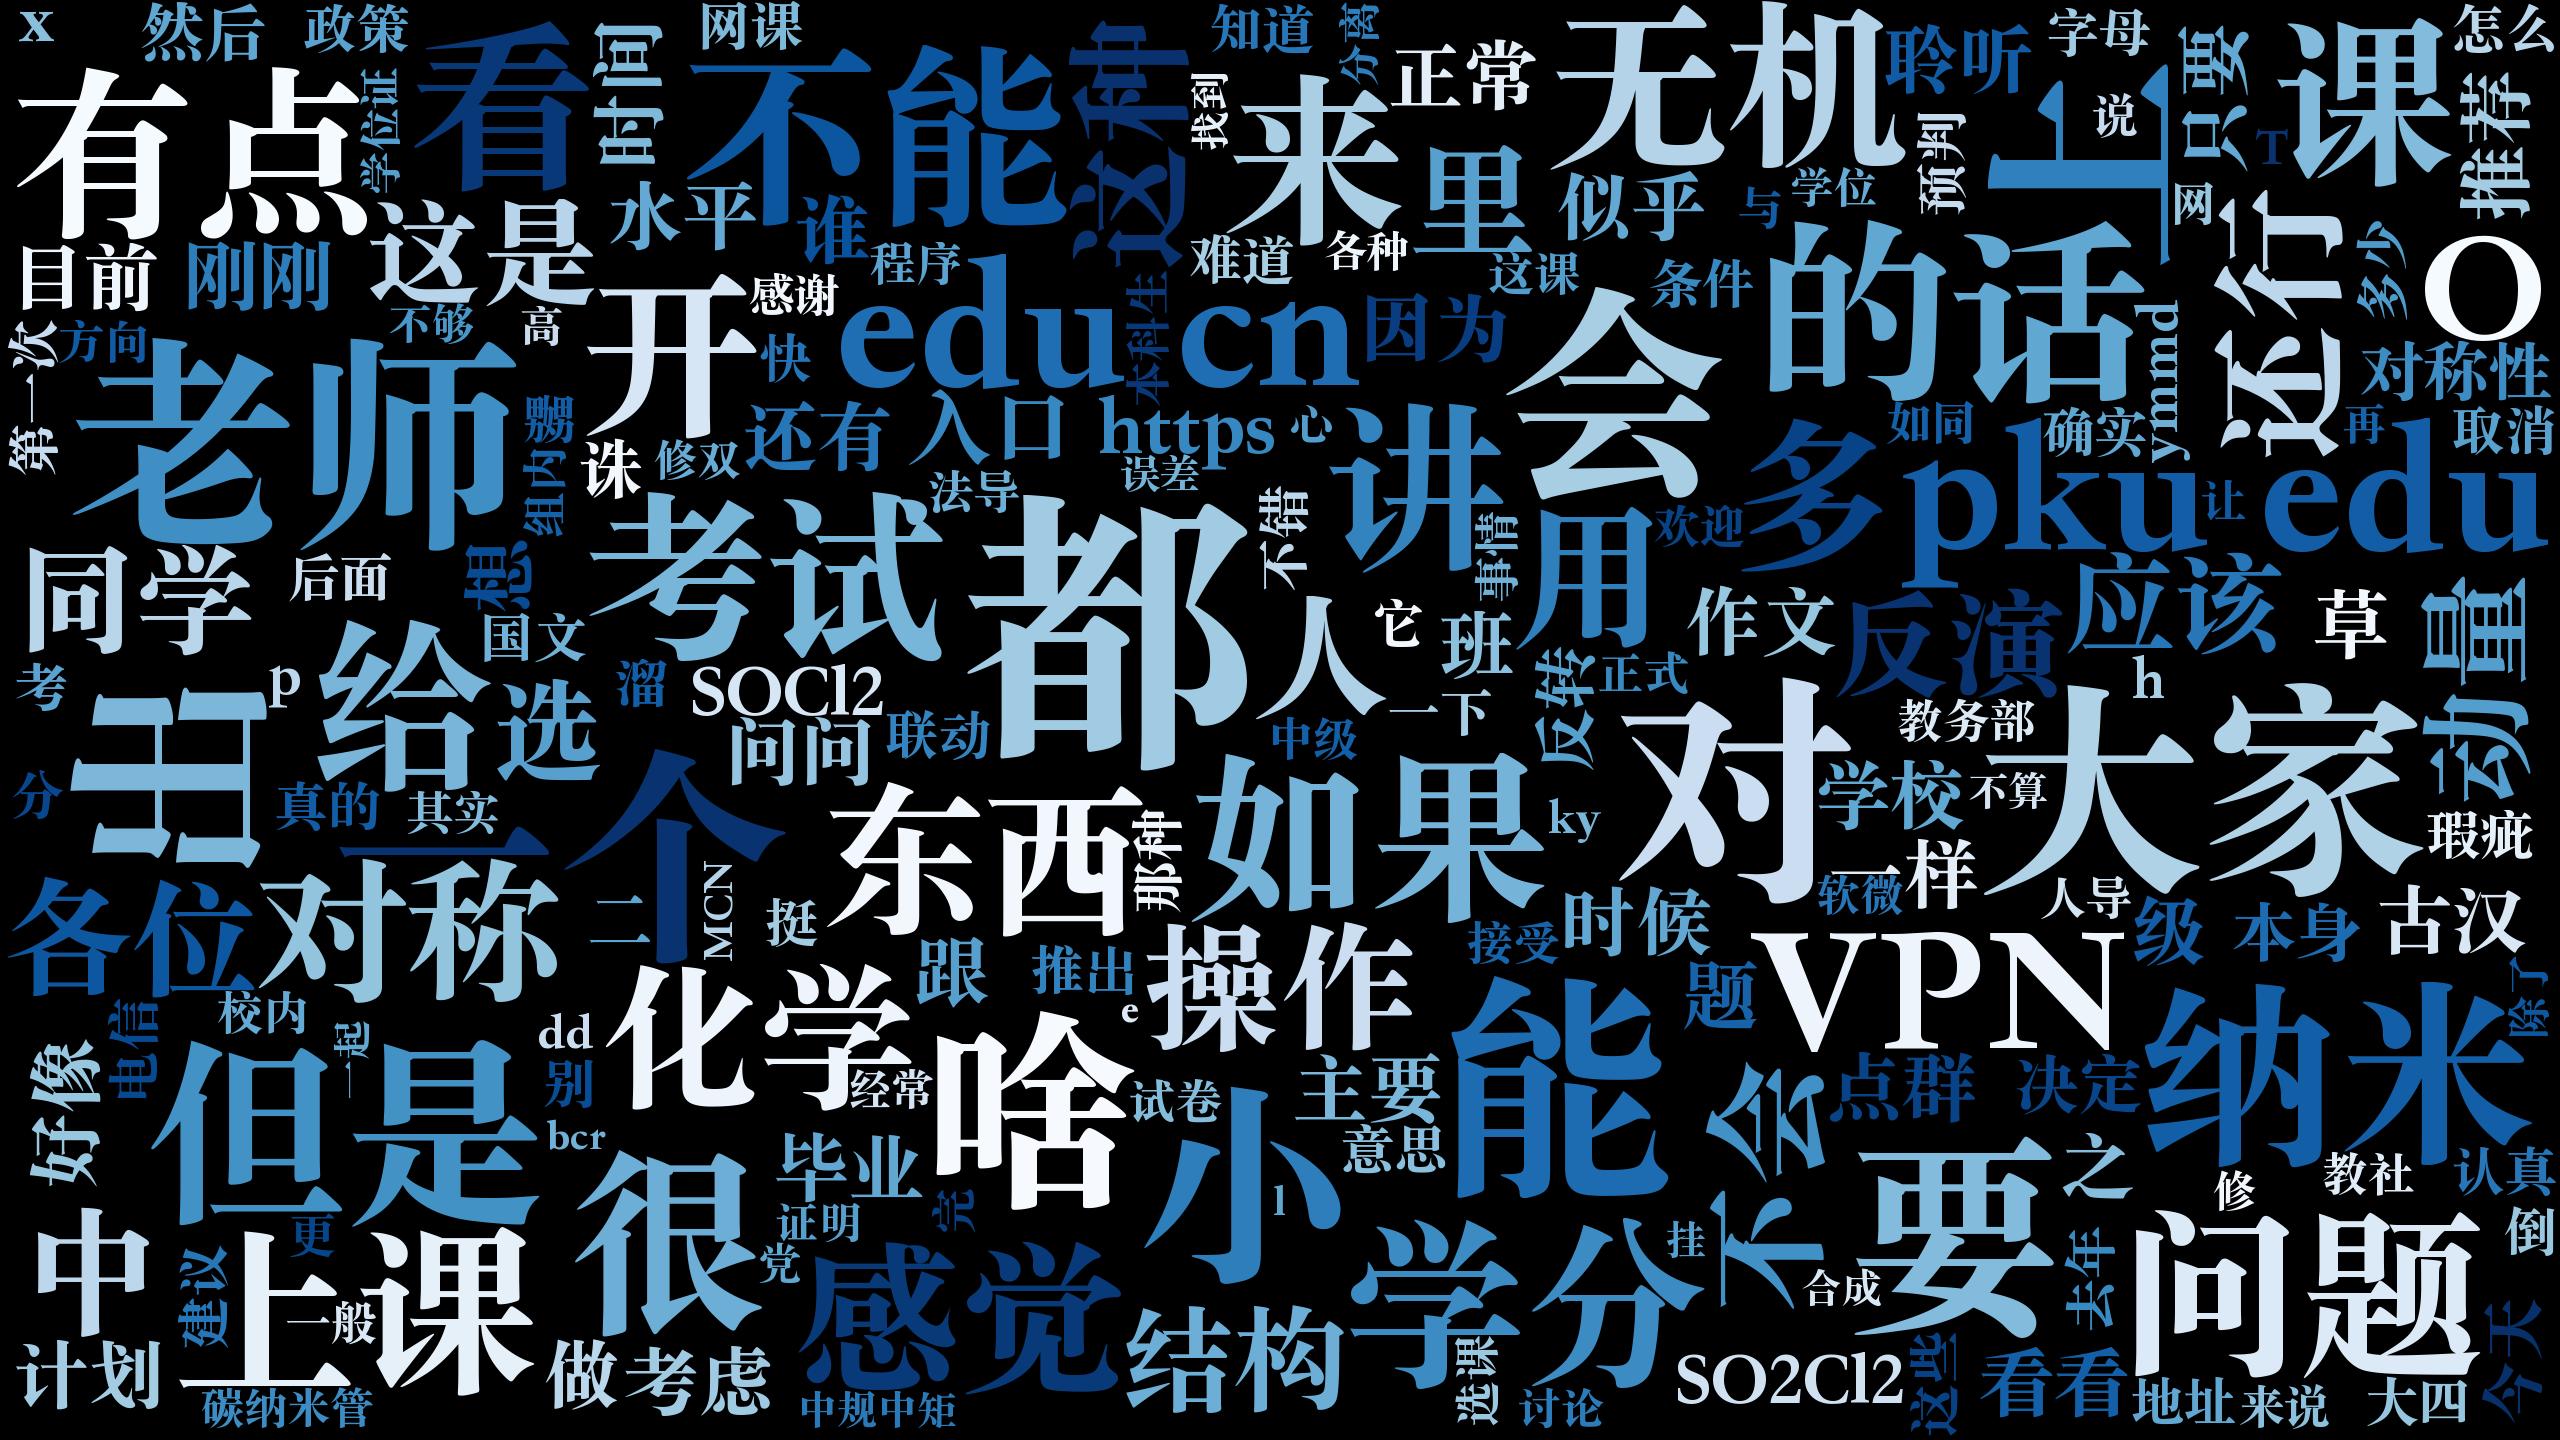 x
然后
政策
网课
知道
分离
字母
怎么
有点
学位证
看
时间
不能
这种
找到
来
正常
无机
聆听
上
说
只要
T
课
推荐
水平
谁
里
似乎
与
学位
预判
网
还行
多少
O
目前
刚刚
这是
程序
难道
各种
这课
条件
的话
第一次
方向
不够
高
开
感谢
快
edu
本科生
cn
因为
会
ymmd
对称性
老师
嬲
组内
诛
修双
还有
入口
https
心
讲
误差
如同
确实
再
取消
法导
考试
都
不错
事情
用
欢迎
多
pku
让
edu
同学
后面
想
国文
人
它
班
作文
反演
应该
草
动量
考
出
p
给
选
溜
SOCl2
问问
联动
中级
一下
反转
正式
对
h
教务部
大家
分
真的
其实
一个
东西
那种
如果
ky
学校
不算
瑕疵
各位
对称
二
MCN
挺
跟
推出
操作
接受
时候
软微
一样
人导
级
本身
古汉
校内
电信
一起
dd
化学
e
题
VPN
纳米
除了
好像
但是
别
经常
啥
试卷
主要
能
不会
点群
决定
bcr
毕业
小
意思
要
之
修
教社
认真
中
建议
更
上课
很
证明
完
党
l
学分
挂
合成
去年
问题
倒
一般
感觉
结构
计划
碳纳米管
做
考虑
中规中矩
选课
讨论
SO2Cl2
这些
看看
地址
来说
大四
今天